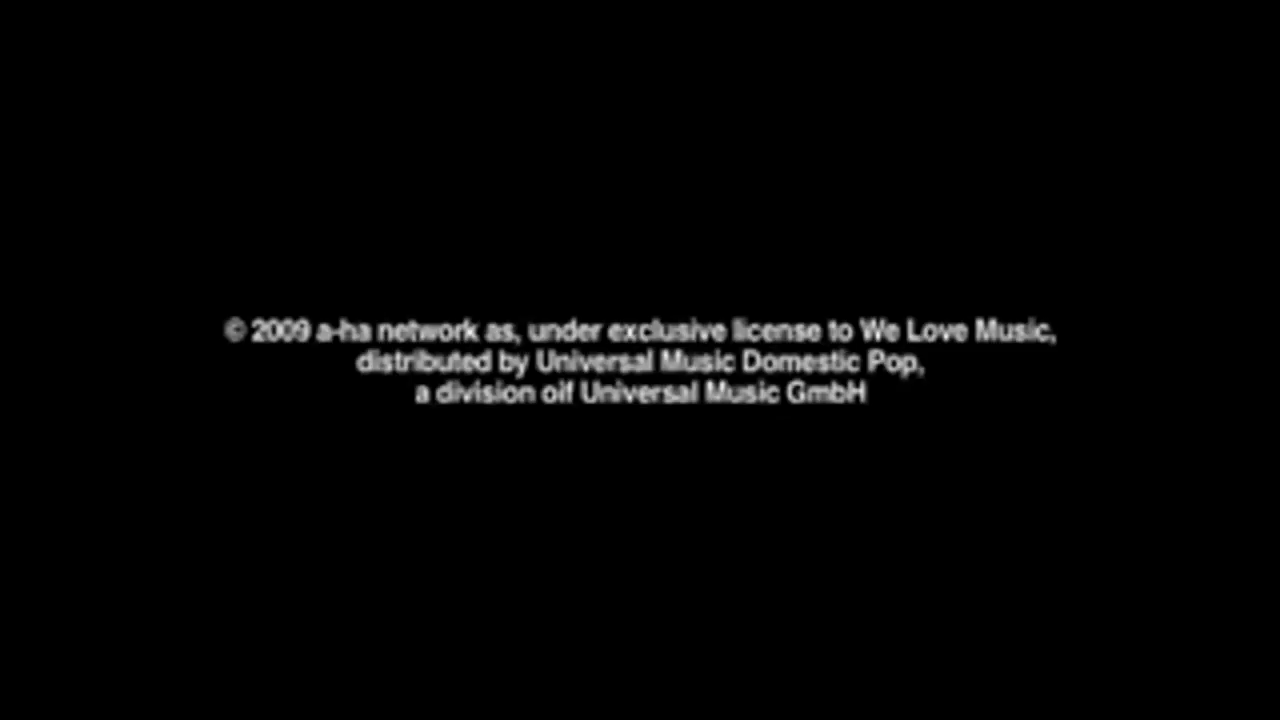 © 2009 a-ha network as, under exclusive license to We Love Music,
distributed by Universal Music Domestic Pop,
a division oif Universal Music GmbH